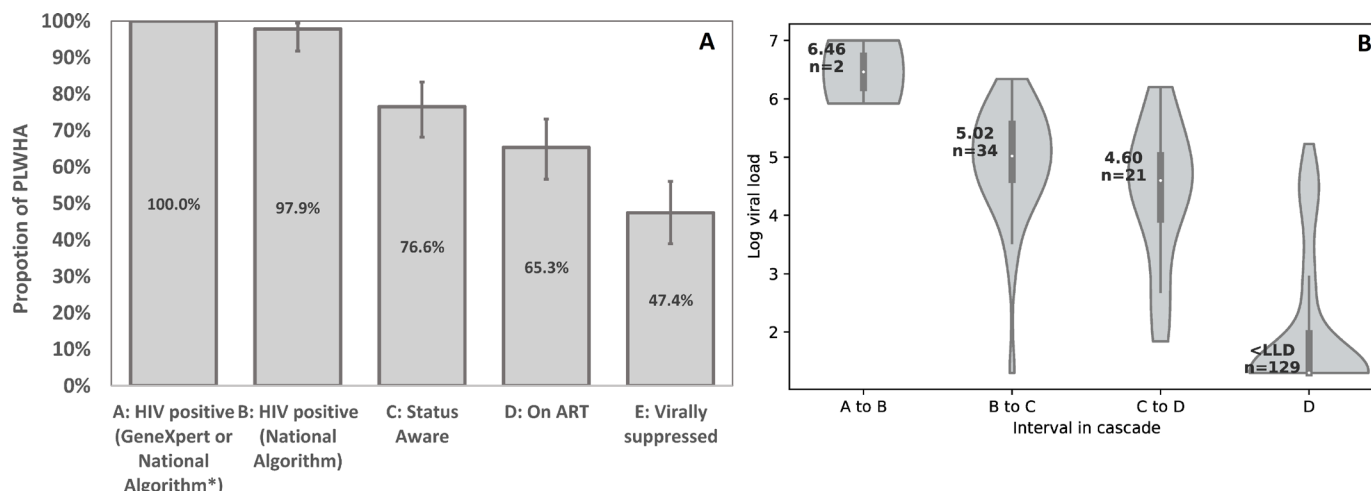 A
Propotion of PLWHA
100%
90%
80%
70%
60%
50%
40%
30%
20%
10%
0%
100.0%
97.9%
76.6%
65.3%
47.4%
A: HIV positive
(GeneXpert or
National
Algorithm*)
B: HIV positive
(National
Algorithm)
C: Status
Aware
D: On ART
E: Virally
suppressed
B
Log viral load
7
6
5
4
3
2
6.46
n=2
5.02
n=34
4.60
n=21
<LLD
n=129
A to B
B to C
C to D
D
Interval in cascade